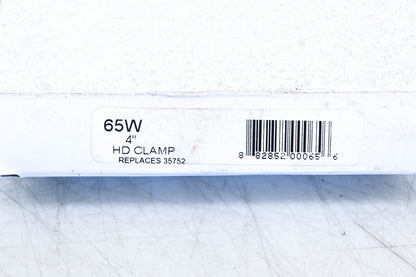 65W
4"
HD CLAMP
REPLACES 35752
8 82852 00065 6